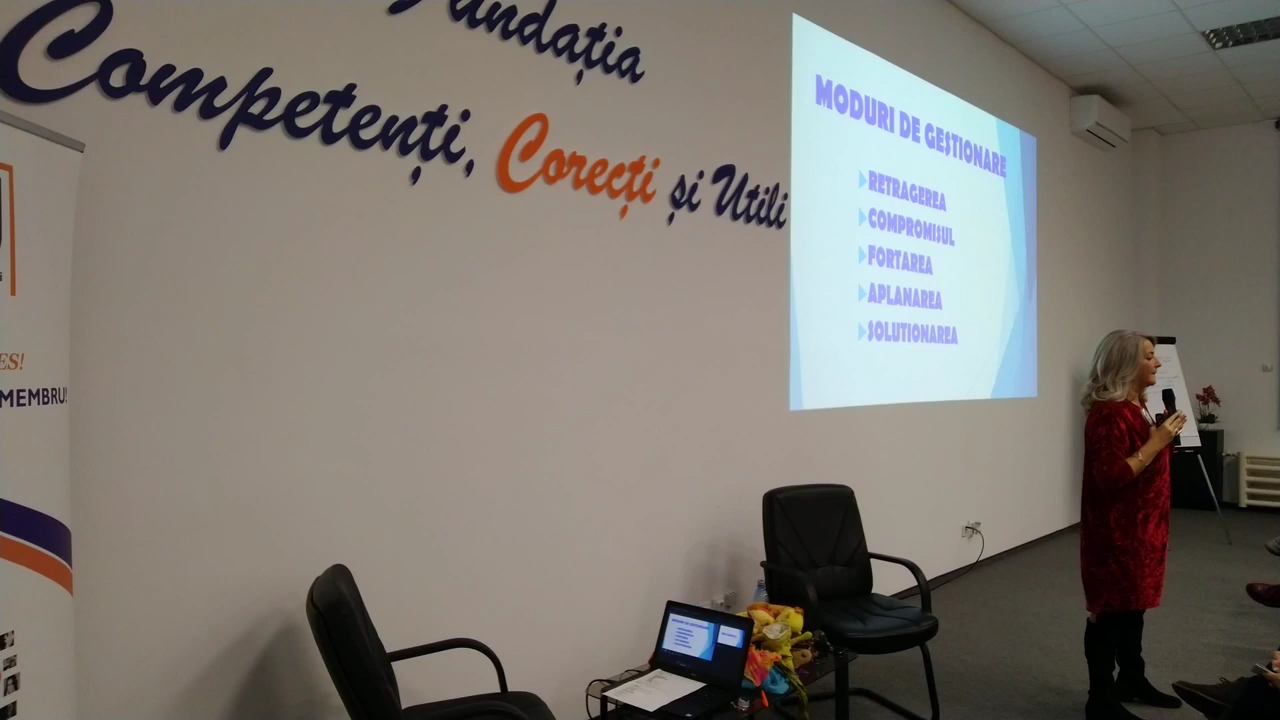 Fundația
Competenți, Corecți și Utili
MODURI DE GESTIONARE
RETRAGEREA
COMPROMISUL
FORTAREA
APLANAREA
SOLUTIONAREA
ES!
MEMBRU!